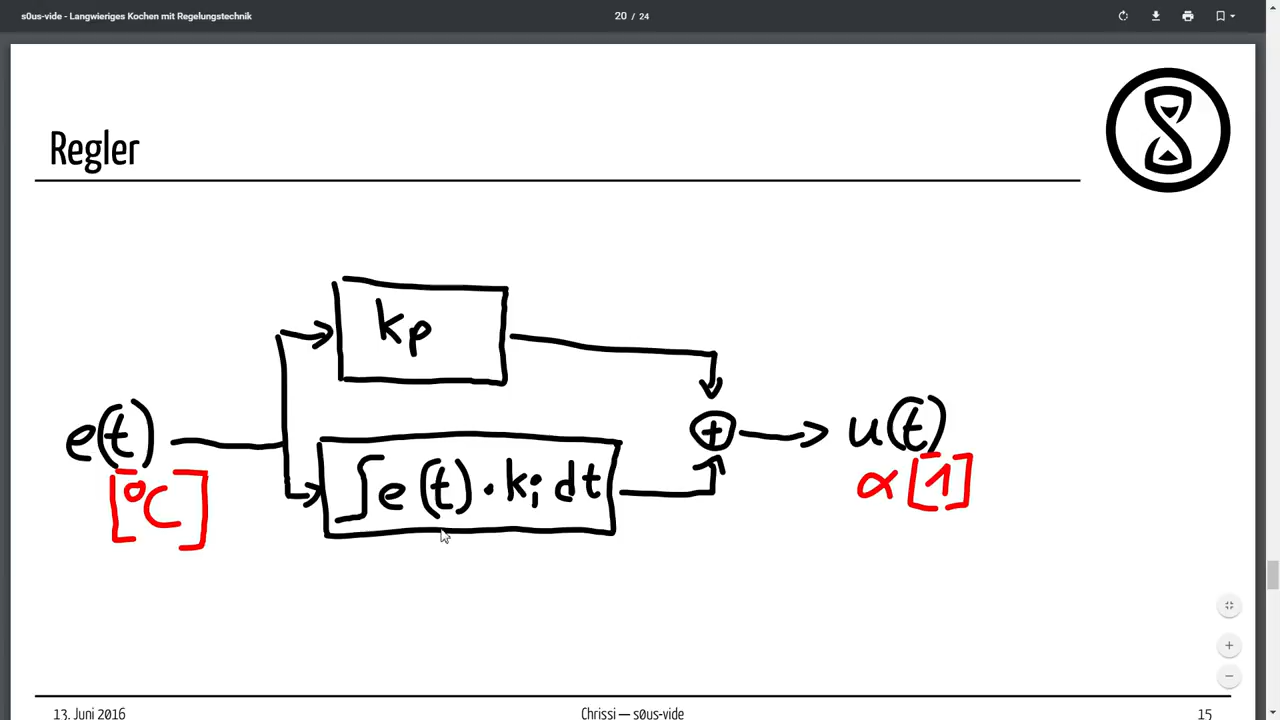 s0us-vide - Langwieriges Kochen mit Regelungstechnik
20 / 24
Regler
kp
e(t)
[°C]
∫e(t)·ki dt
+
u(t)
α[1]
13. Juni 2016
Chrissi — s0us-vide
15